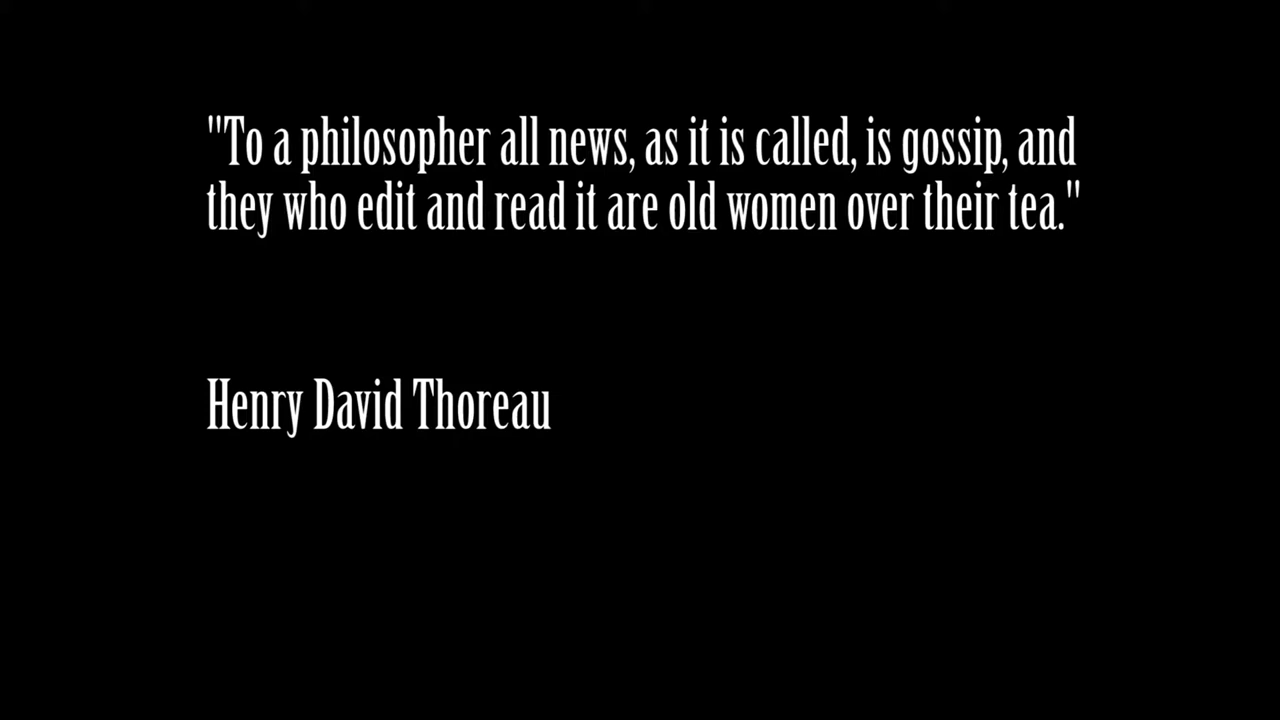 "To a philosopher all news, as it is called, is gossip, and
they who edit and read it are old women over their tea."
Henry David Thoreau